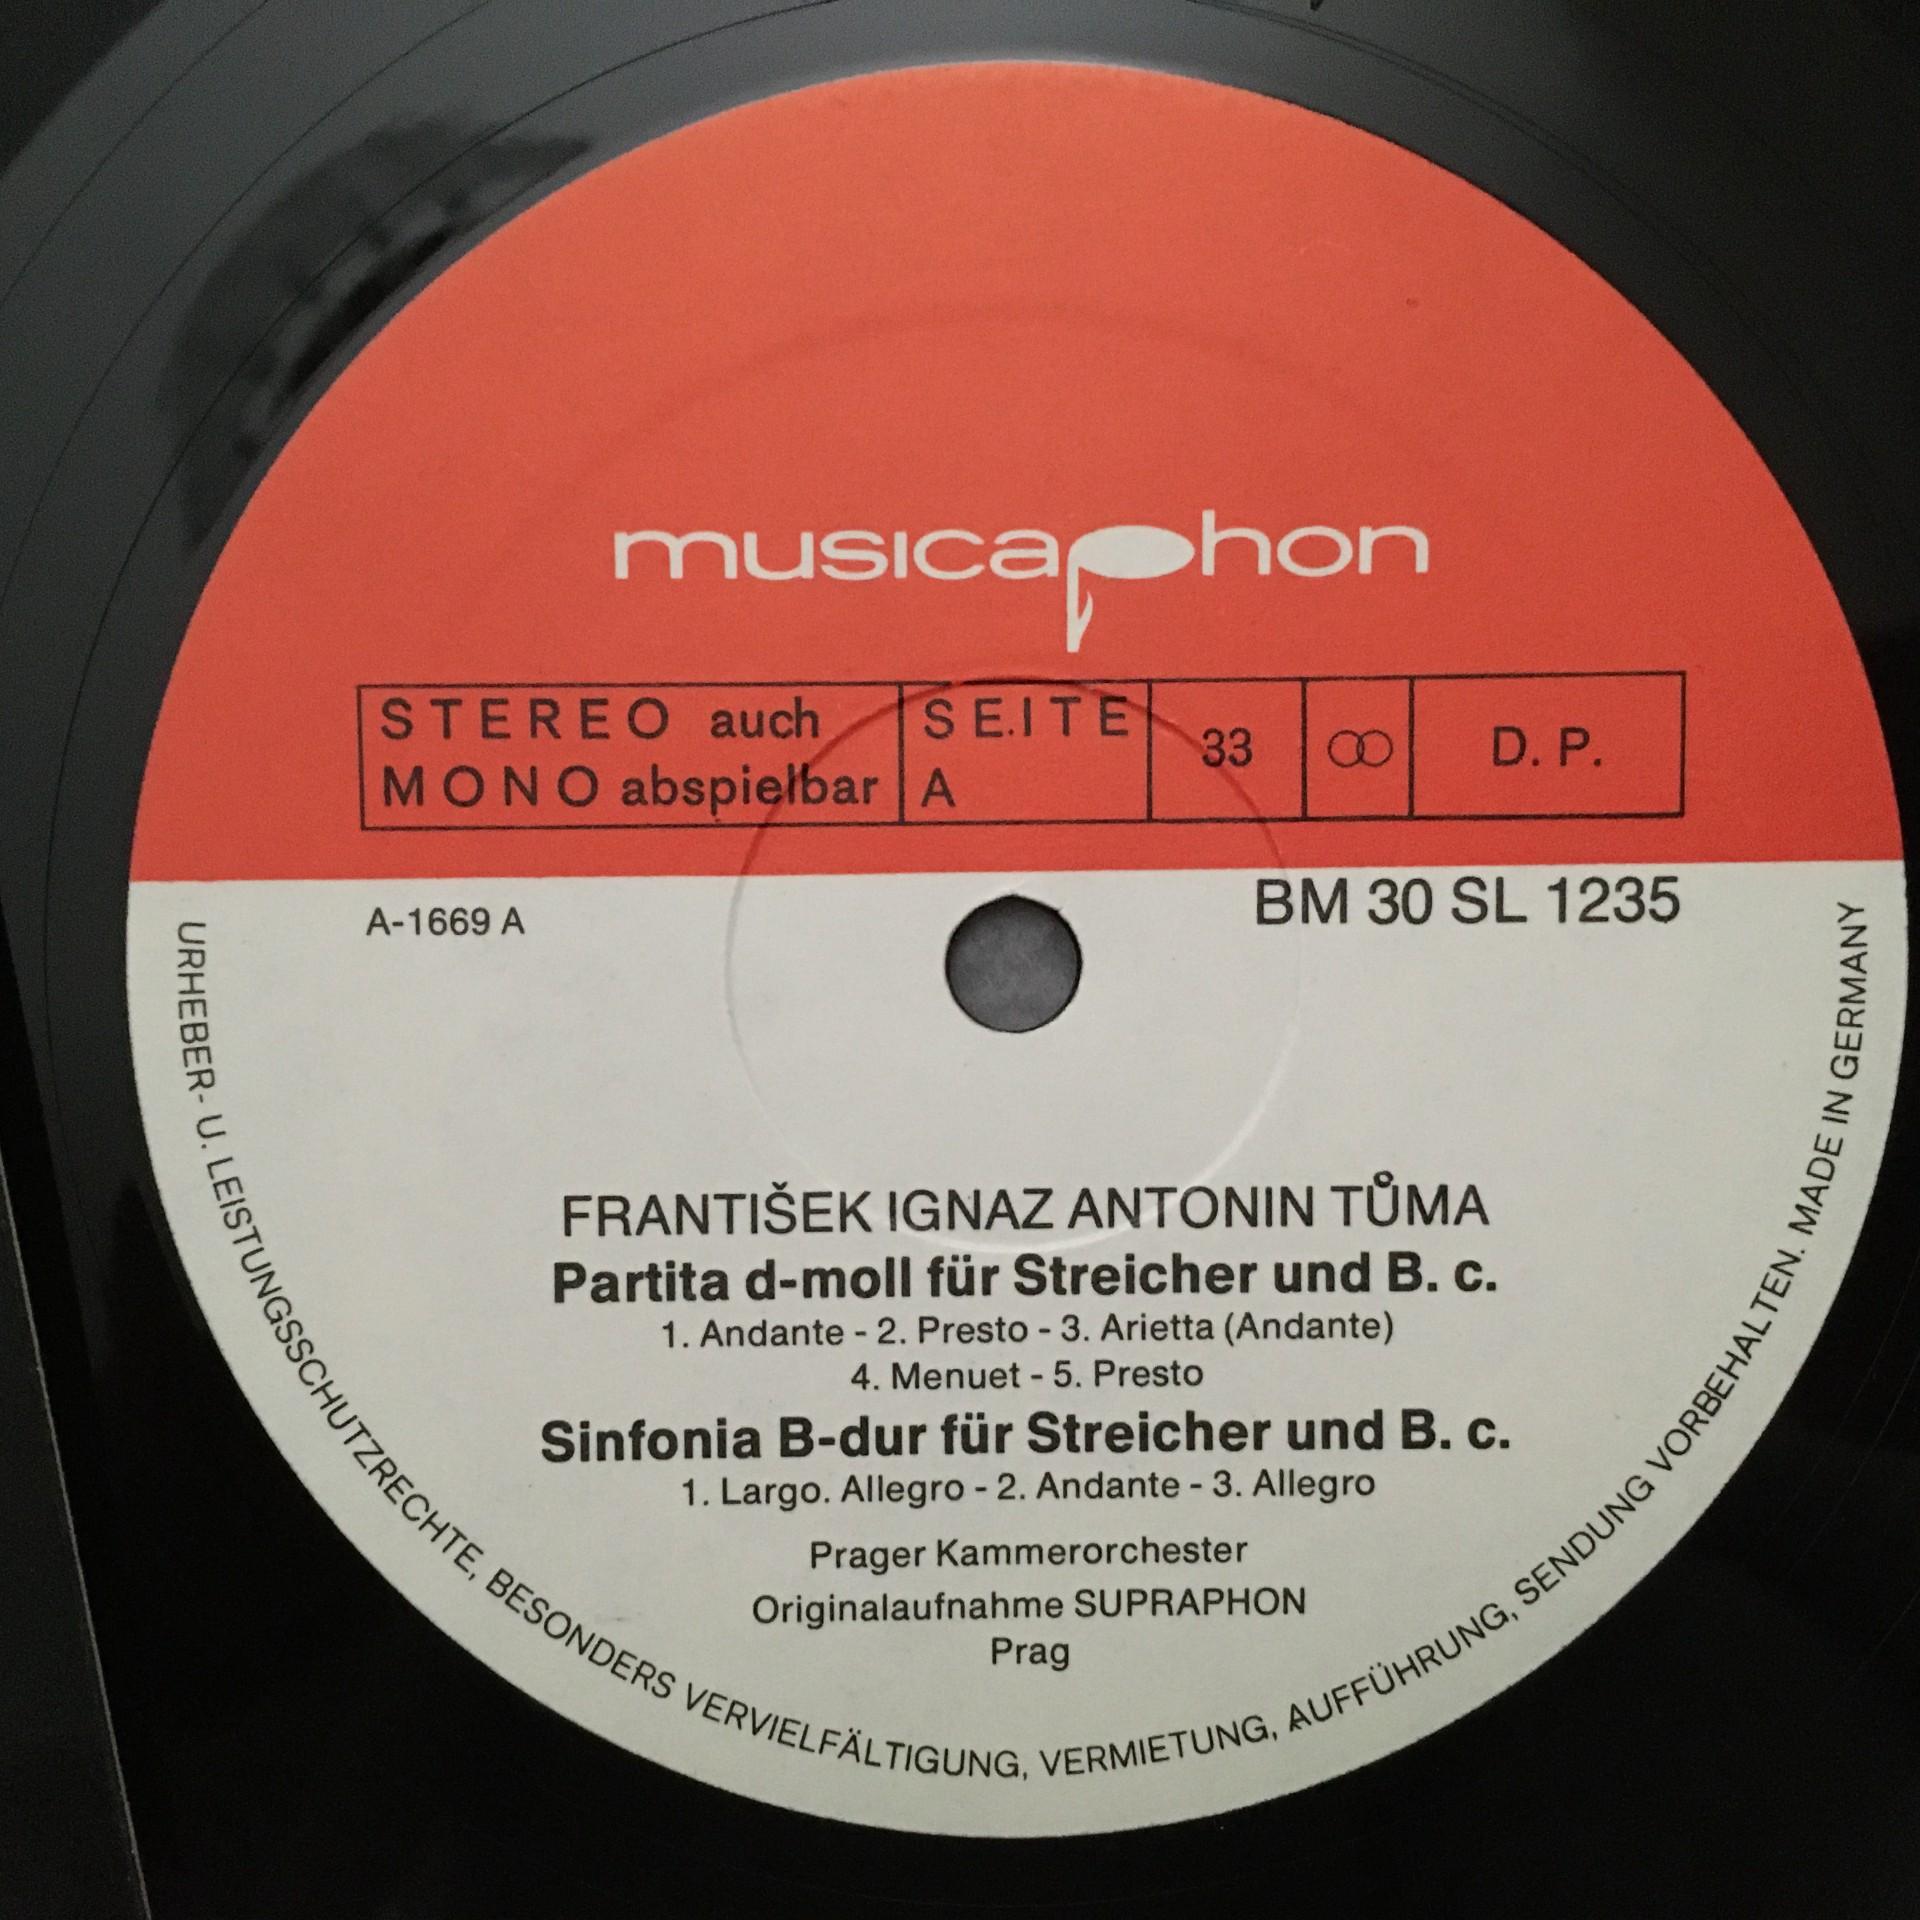 musicaphon
STEREO auch
MONO abspielbar
SE.ITE
A
33
D. P.
A-1669 A
BM 30 SL 1235
FRANTIŠEK IGNAZ ANTONIN TŮMA
Partita d-moll für Streicher und B. c.
1. Andante - 2. Presto - 3. Arietta (Andante)
4. Menuet - 5. Presto
Sinfonia B-dur für Streicher und B. c.
1. Largo. Allegro - 2. Andante - 3. Allegro
Prager Kammerorchester
Originalaufnahme SUPRAPHON
Prag
URHEBER- U. LEISTUNGSSCHUTZRECHTE, BESONDERS VERVIELFÄLTIGUNG, VERMIETUNG, AUFFÜHRUNG, SENDUNG VORBEHALTEN. MADE IN GERMANY